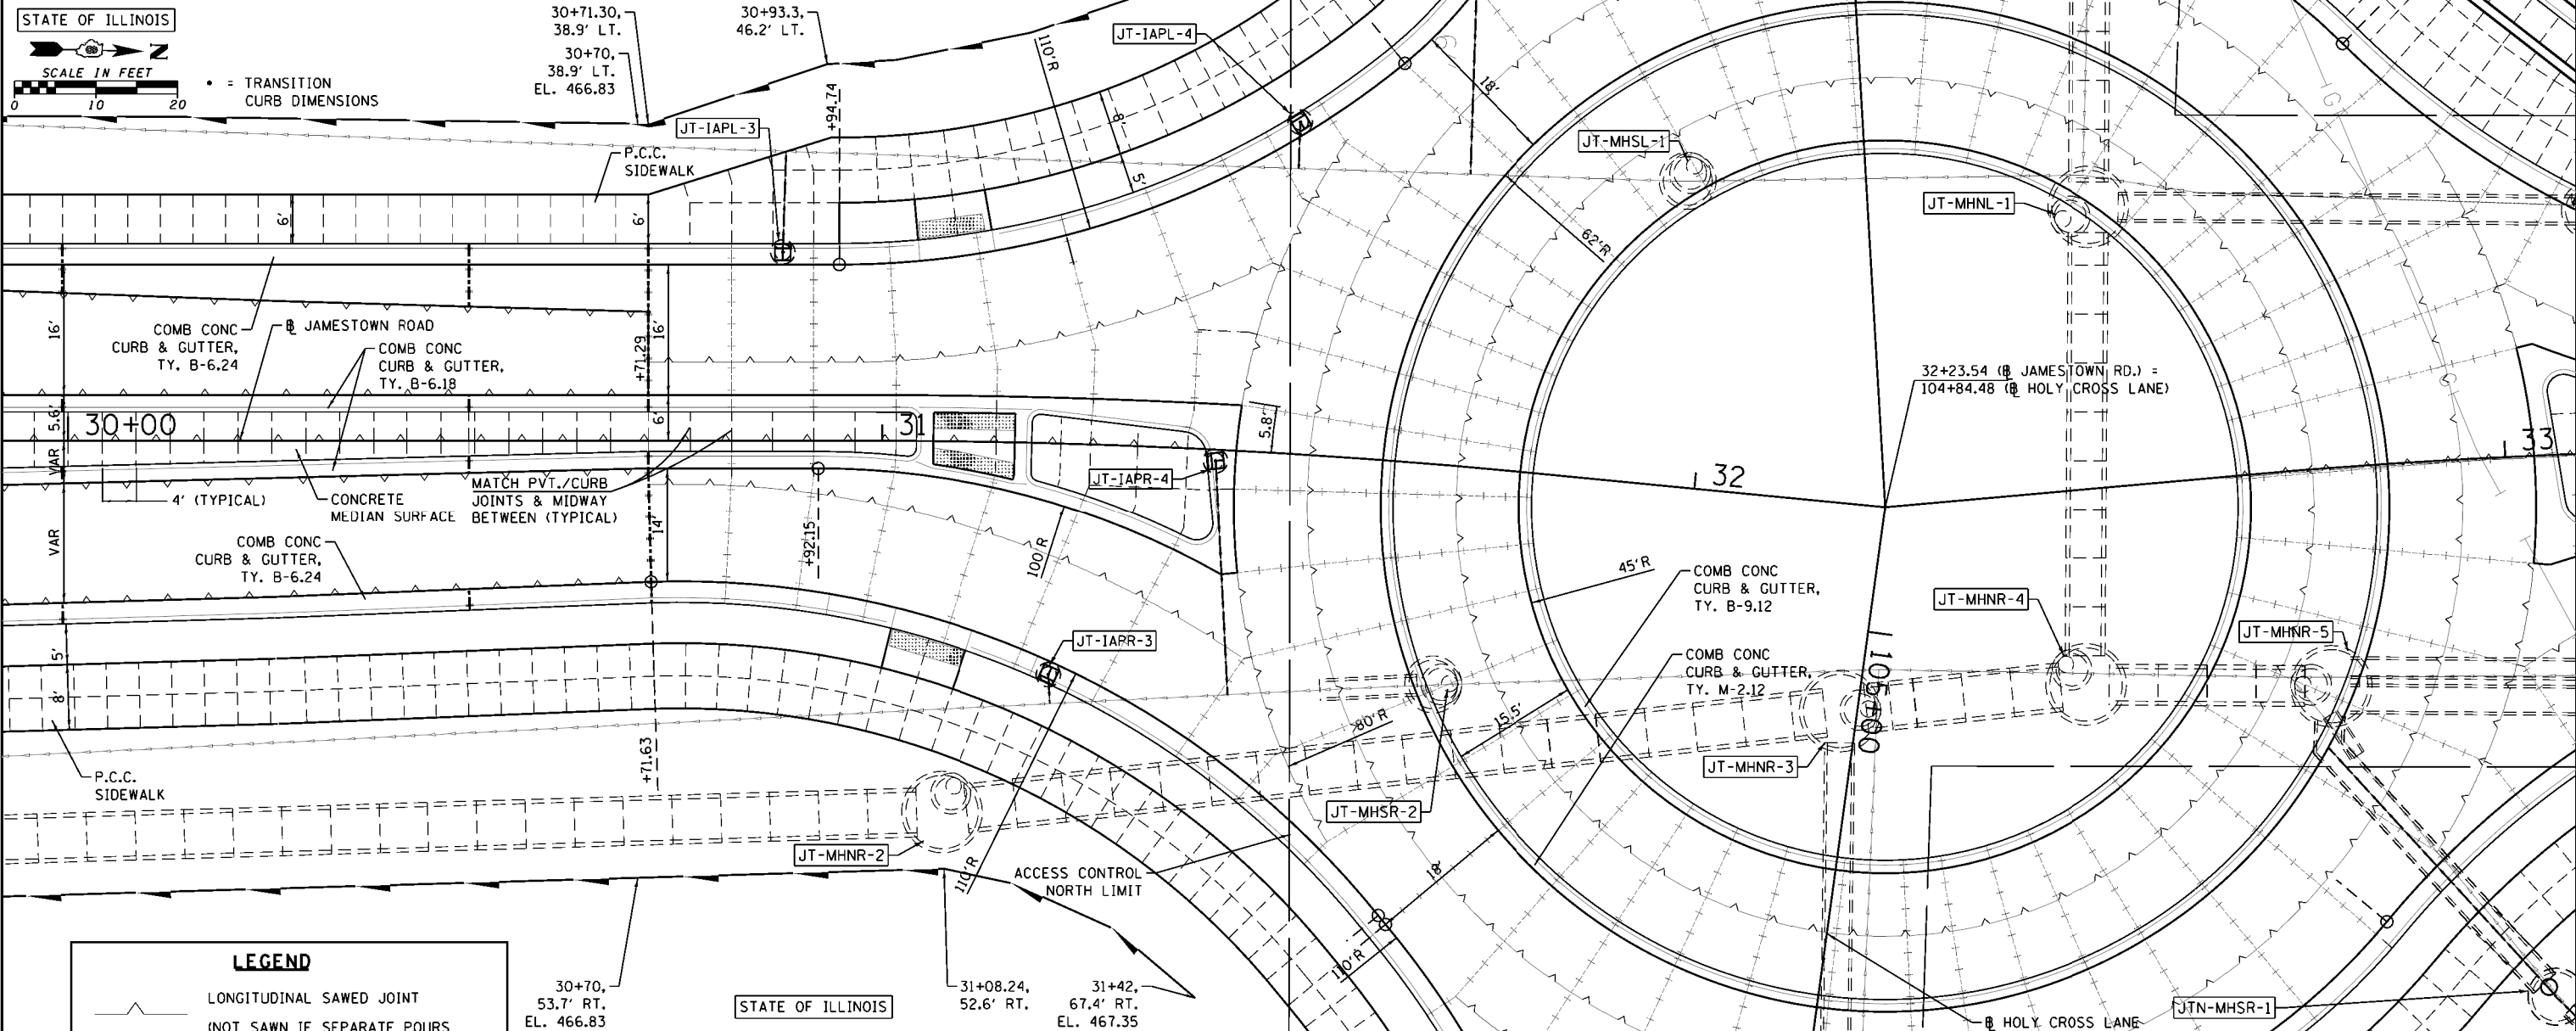 STATE OF ILLINOIS
N
SCALE IN FEET
0 10 20
• = TRANSITION
CURB DIMENSIONS
30+71.30,
38.9' LT.
30+70,
38.9' LT.
EL. 466.83
30+93.3,
46.2' LT.
110'R
JT-IAPL-4
18'
+94.74
JT-IAPL-3
P.C.C.
SIDEWALK
8'
5'
6'
6'
JT-MHSL-1
JT-MHNL-1
62'R
G
16'
COMB CONC
CURB & GUTTER,
TY. B-6.24
℄ JAMESTOWN ROAD
COMB CONC
CURB & GUTTER,
TY. B-6.18
+71.29
16'
32+23.54 (℄ JAMESTOWN RD.) =
104+84.48 (℄ HOLY CROSS LANE)
5.6'
30+00
6'
31
5.8'
32
33
VAR
4' (TYPICAL)
CONCRETE
MEDIAN SURFACE
MATCH PVT./CURB
JOINTS & MIDWAY
BETWEEN (TYPICAL)
JT-IAPR-4
14'
+92.15
100'R
VAR
COMB CONC
CURB & GUTTER,
TY. B-6.24
45'R
COMB CONC
CURB & GUTTER,
TY. B-9.12
JT-MHNR-4
JT-MHNR-5
5'
8'
JT-IAPR-3
COMB CONC
CURB & GUTTER,
TY. M-2.12
105+00
80'R
15.5'
+71.63
P.C.C.
SIDEWALK
JT-MHNR-3
JT-MHSR-2
JT-MHNR-2
110'R
ACCESS CONTROL
NORTH LIMIT
18'
110'R
LEGEND
LONGITUDINAL SAWED JOINT
(NOT SAWN IF SEPARATE POURS
30+70,
53.7' RT.
EL. 466.83
STATE OF ILLINOIS
31+08.24,
52.6' RT.
31+42,
67.4' RT.
EL. 467.35
JTN-MHSR-1
℄ HOLY CROSS LANE